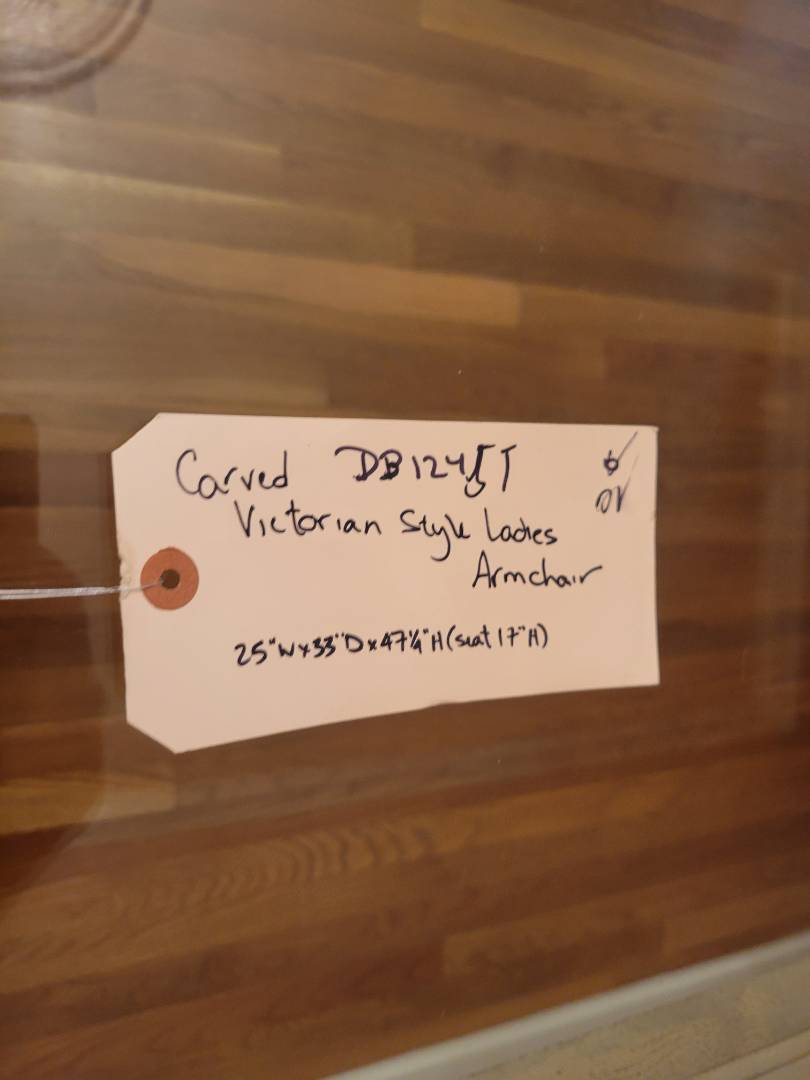 Carved DB1245T
Victorian Style Ladies
Armchair
25"W x 33"D x 47¼"H (seat 17"H)